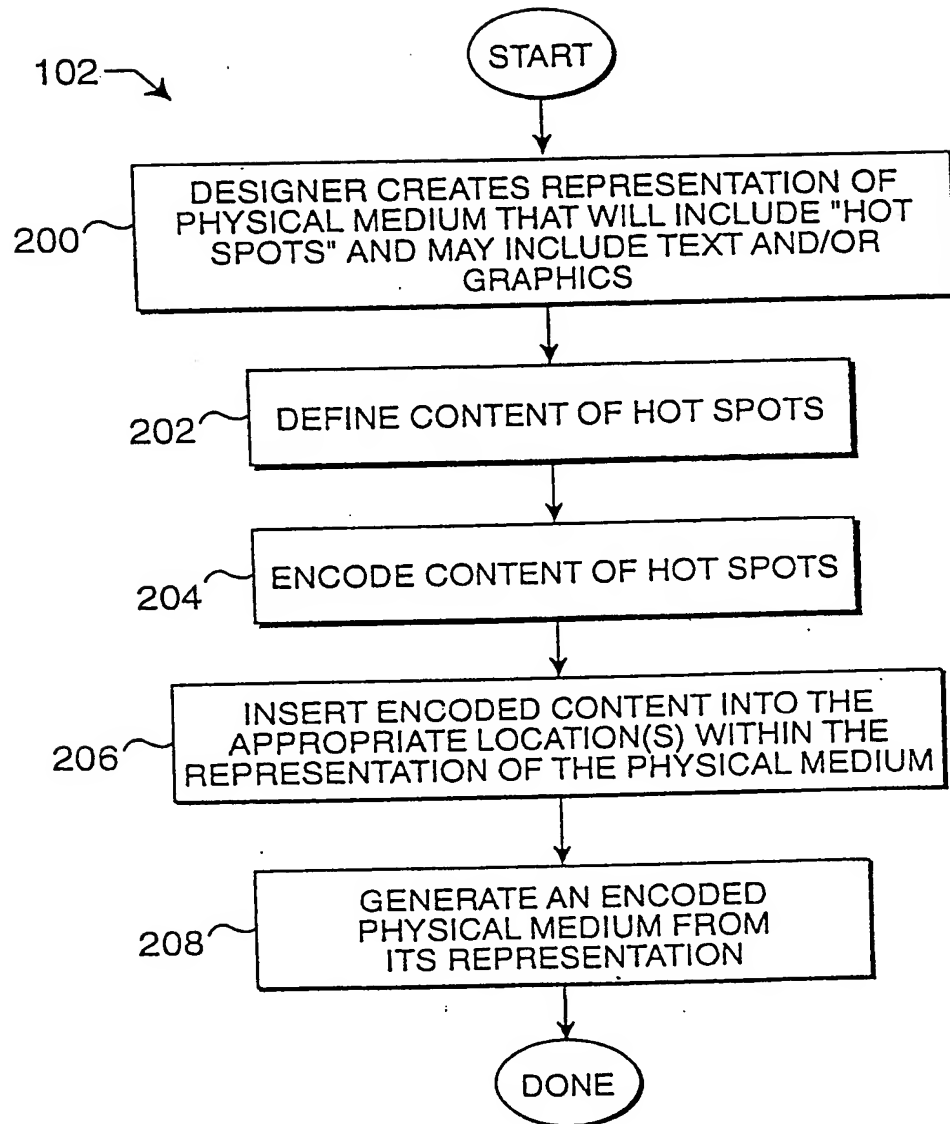 START
102
DESIGNER CREATES REPRESENTATION OF
PHYSICAL MEDIUM THAT WILL INCLUDE "HOT
SPOTS" AND MAY INCLUDE TEXT AND/OR
GRAPHICS
200
DEFINE CONTENT OF HOT SPOTS
202
ENCODE CONTENT OF HOT SPOTS
204
INSERT ENCODED CONTENT INTO THE
APPROPRIATE LOCATION(S) WITHIN THE
REPRESENTATION OF THE PHYSICAL MEDIUM
206
GENERATE AN ENCODED
PHYSICAL MEDIUM FROM
ITS REPRESENTATION
208
DONE